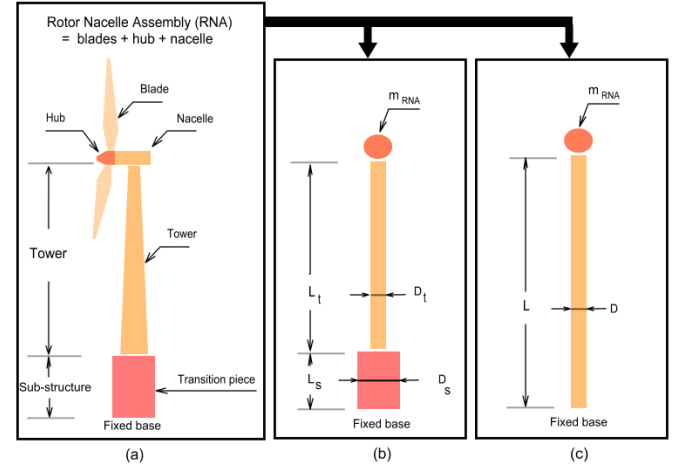 Rotor Nacelle Assembly (RNA)
= blades + hub + nacelle
Blade
Hub
Nacelle
Tower
Tower
Sub-structure
Transition piece
Fixed base
(a)
m RNA
L t
D t
L s
D s
Fixed base
(b)
m RNA
L
D
Fixed base
(c)